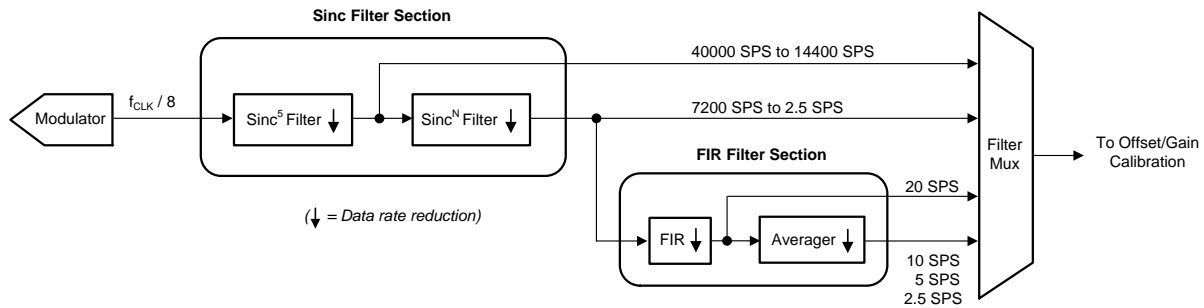 Sinc Filter Section
40000 SPS to 14400 SPS
Modulator
fCLK / 8
Sinc⁵ Filter
Sincᴺ Filter
7200 SPS to 2.5 SPS
Filter
Mux
To Offset/Gain
Calibration
FIR Filter Section
20 SPS
(↓ = Data rate reduction)
FIR
Averager
10 SPS
5 SPS
2.5 SPS